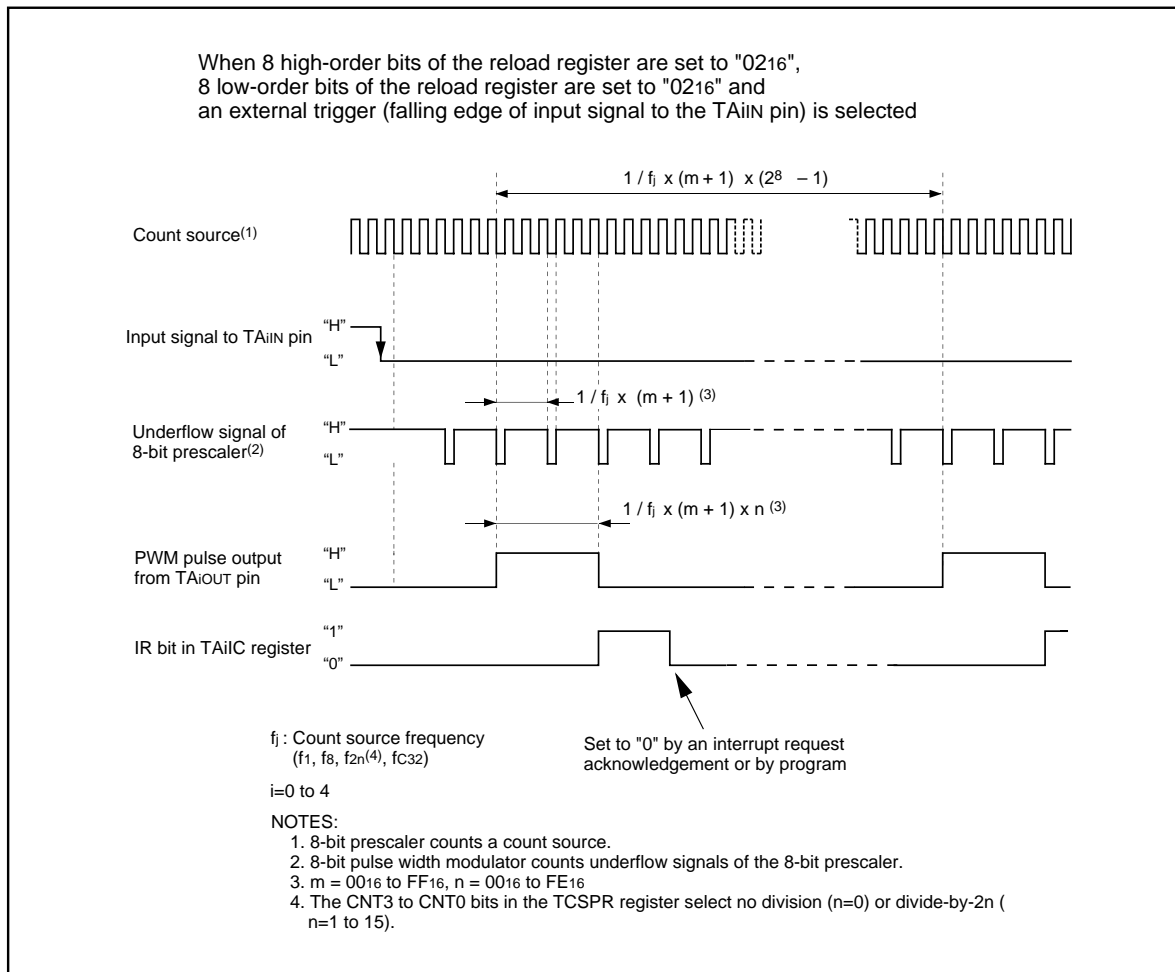 When 8 high-order bits of the reload register are set to "0216",
8 low-order bits of the reload register are set to "0216" and
an external trigger (falling edge of input signal to the TAiIN pin) is selected
1 / fj x (m + 1) x (28 – 1)
Count source(1)
Input signal to TAiIN pin
“H”
“L”
1 / fj x (m + 1) (3)
Underflow signal of
8-bit prescaler(2)
“H”
“L”
1 / fj x (m + 1) x n (3)
PWM pulse output
from TAiOUT pin
“H”
“L”
IR bit in TAiIC register
“1”
“0”
fj : Count source frequency
(f1, f8, f2n(4), fC32)
Set to "0" by an interrupt request
acknowledgement or by program
i=0 to 4
NOTES:
1. 8-bit prescaler counts a count source.
2. 8-bit pulse width modulator counts underflow signals of the 8-bit prescaler.
3. m = 0016 to FF16, n = 0016 to FE16
4. The CNT3 to CNT0 bits in the TCSPR register select no division (n=0) or divide-by-2n (
n=1 to 15).